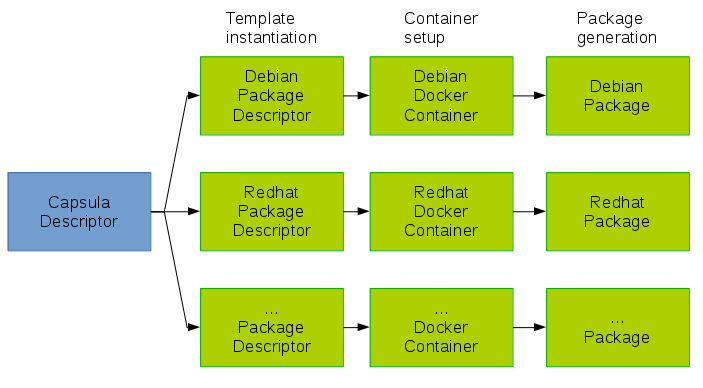 Template
instantiation
Container
setup
Package
generation
Debian
Package
Descriptor
Debian
Docker
Container
Debian
Package
Capsula
Descriptor
Redhat
Package
Descriptor
Redhat
Docker
Container
Redhat
Package
...
Package
Descriptor
...
Docker
Container
...
Package